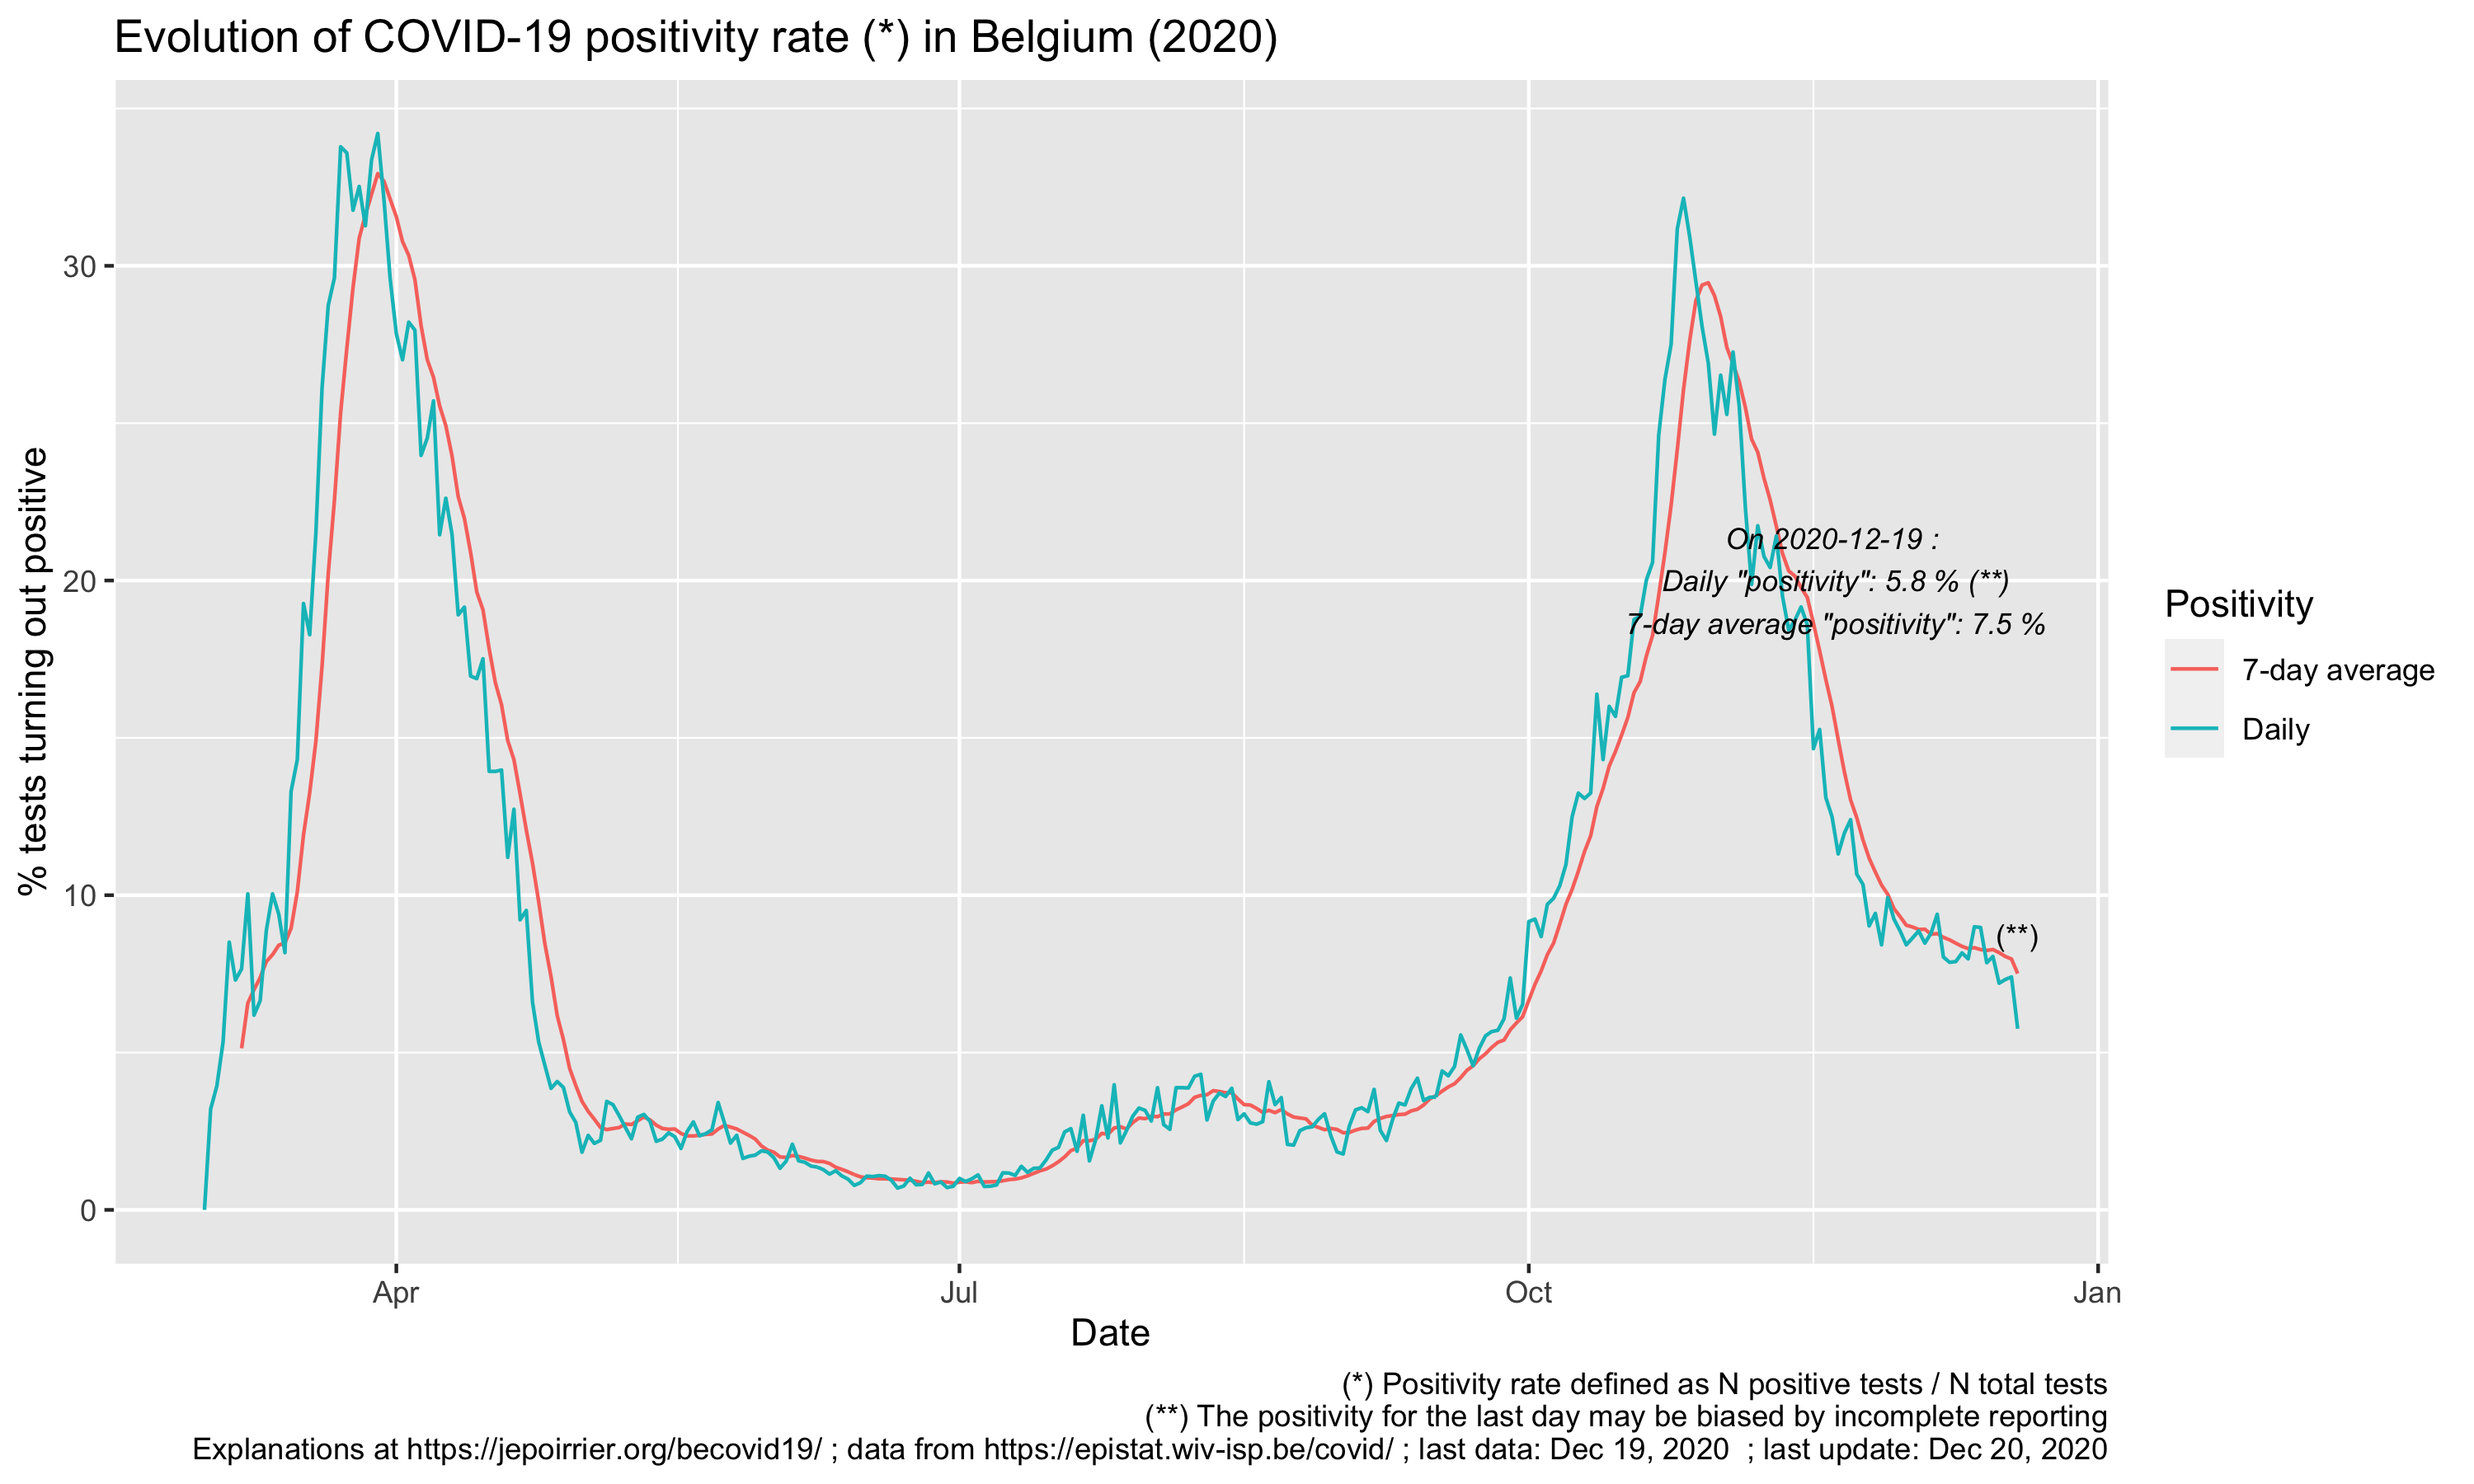 Evolution of COVID-19 positivity rate (*) in Belgium (2020)
% tests turning out positive
30
20
10
0
On 2020-12-19 :
Daily "positivity": 5.8 % (**)
7-day average "positivity": 7.5 %
(**)
Positivity
7-day average
Daily
Apr
Jul
Oct
Jan
Date
(*) Positivity rate defined as N positive tests / N total tests
(**) The positivity for the last day may be biased by incomplete reporting
Explanations at https://jepoirrier.org/becovid19/ ; data from https://epistat.wiv-isp.be/covid/ ; last data: Dec 19, 2020  ; last update: Dec 20, 2020